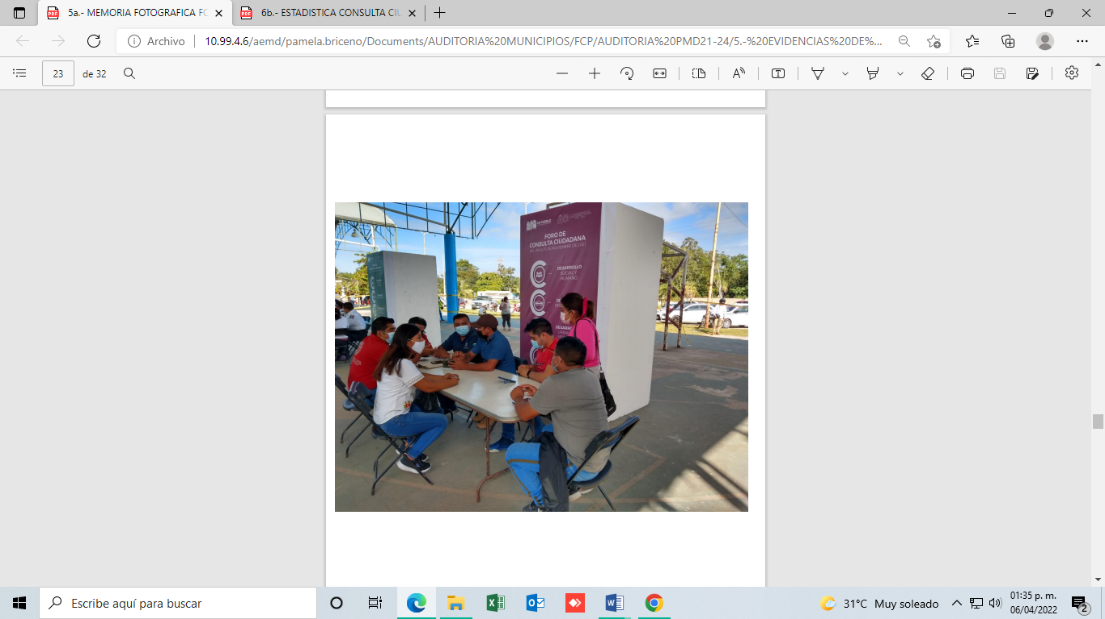 5a.- MEMORIA FOTOGRAFICA FC
6b.- ESTADISTICA CONSULTA CI
Archivo
10.99.4.6/aemd/pamela.briceno/Documents/AUDITORIA%20MUNICIPIOS/FCP/AUDITORIA%20PMD21-24/5.-%20EVIDENCIAS%20DE%...
23 de 32
FORO DE
CONSULTA CIUDADANA
DESARROLLO
Escribe aquí para buscar
31°C Muy soleado
01:35 p. m.
06/04/2022
2